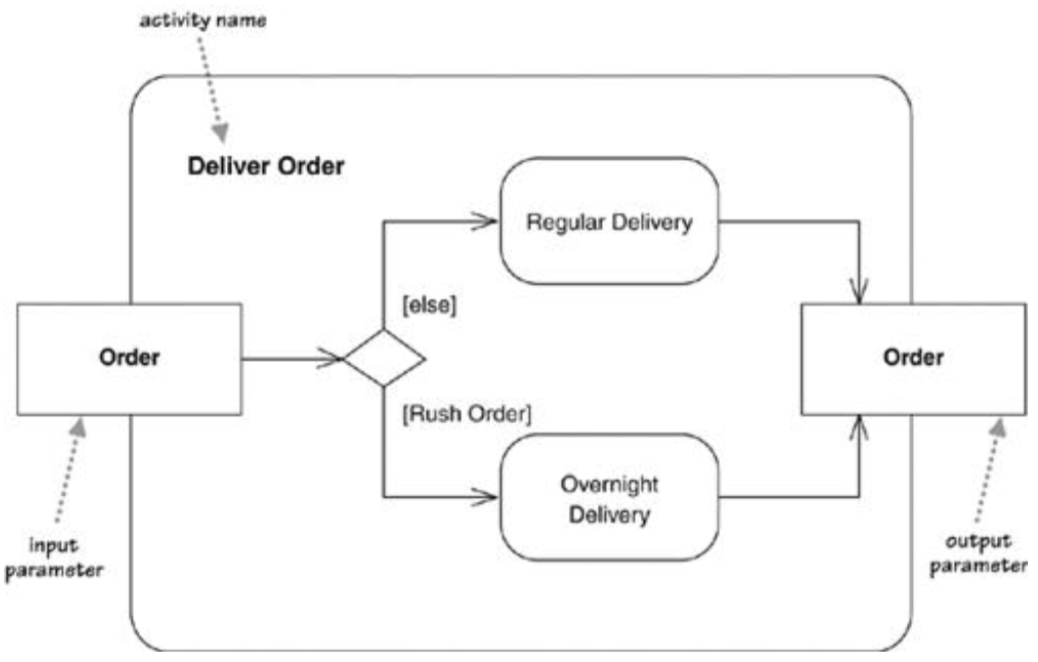 activity name
Deliver Order
Regular Delivery
[else]
Order
Order
[Rush Order]
Overnight
Delivery
input
parameter
output
parameter